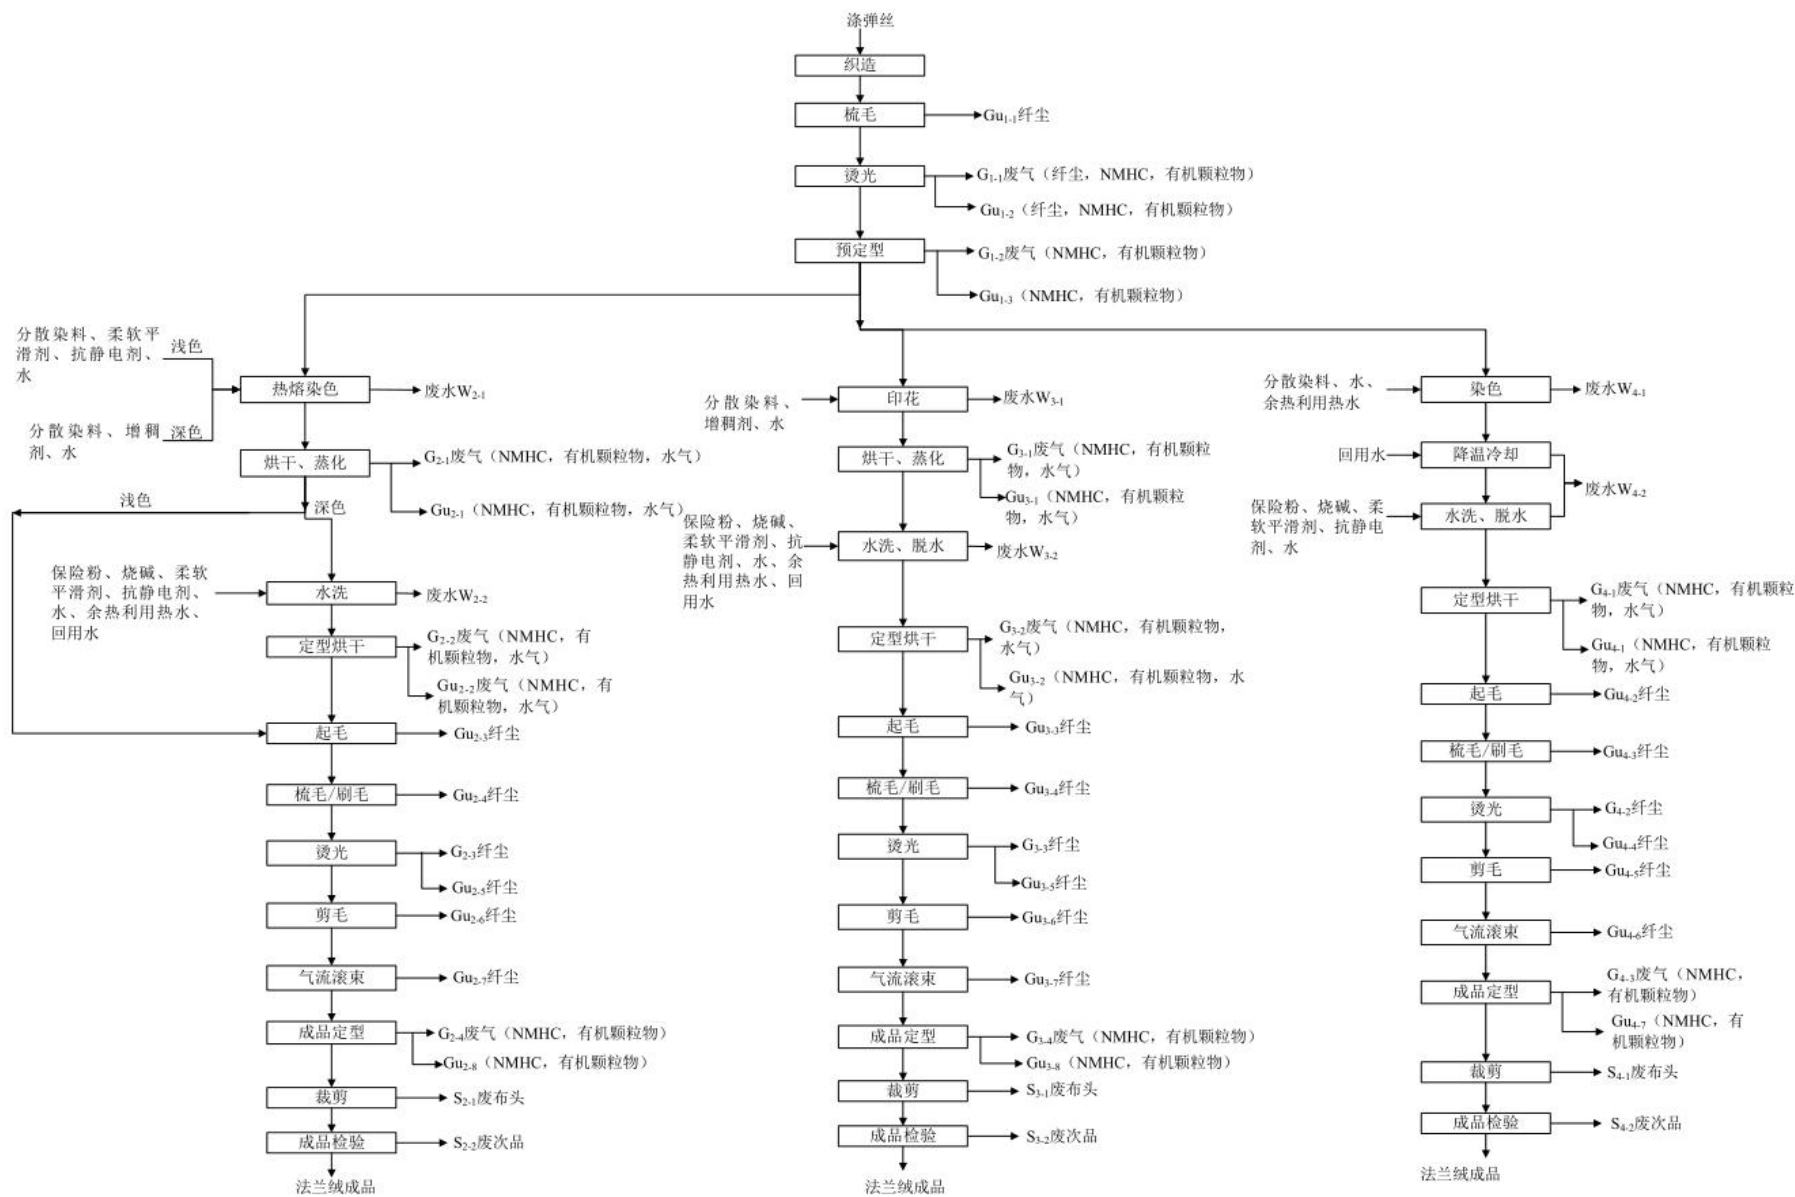 涤弹丝
织造
梳毛
Gu1-1纤尘
烫光
G1-1废气（纤尘，NMHC，有机颗粒物）
Gu1-2（纤尘，NMHC，有机颗粒物）
预定型
G1-2废气（NMHC，有机颗粒物）
Gu1-3（NMHC，有机颗粒物）
分散染料、柔软平
滑剂、抗静电剂、
水
浅色
热熔染色
废水W2-1
分散染料、增稠
剂、水
深色
烘干、蒸化
G2-1废气（NMHC，有机颗粒物，水气）
Gu2-1（NMHC，有机颗粒物，水气）
浅色
深色
保险粉、烧碱、柔软
平滑剂、抗静电剂、
水、余热利用热水、
回用水
水洗
废水W2-2
定型烘干
G2-2废气（NMHC，有
机颗粒物，水气）
Gu2-2废气（NMHC，有
机颗粒物，水气）
起毛
Gu2-3纤尘
梳毛/刷毛
Gu2-4纤尘
烫光
G2-3纤尘
Gu2-5纤尘
剪毛
Gu2-6纤尘
气流滚束
Gu2-7纤尘
成品定型
G2-4废气（NMHC，有机颗粒物）
Gu2-8（NMHC，有机颗粒物）
裁剪
S2-1废布头
成品检验
S2-2废次品
法兰绒成品
分散染料、
增稠剂、水
印花
废水W3-1
烘干、蒸化
G3-1废气（NMHC，有机颗粒
物，水气）
Gu3-1（NMHC，有机颗粒
物，水气）
保险粉、烧碱、
柔软平滑剂、抗
静电剂、水、余
热利用热水、回
用水
水洗、脱水
废水W3-2
定型烘干
G3-2废气（NMHC，有机颗粒物，
水气）
Gu3-2（NMHC，有机颗粒物，水
气）
起毛
Gu3-3纤尘
梳毛/刷毛
Gu3-4纤尘
烫光
G3-3纤尘
Gu3-5纤尘
剪毛
Gu3-6纤尘
气流滚束
Gu3-7纤尘
成品定型
G3-4废气（NMHC，有机颗粒物）
Gu3-8（NMHC，有机颗粒物）
裁剪
S3-1废布头
成品检验
S3-2废次品
法兰绒成品
分散染料、水、
余热利用热水
染色
废水W4-1
回用水
降温冷却
废水W4-2
保险粉、烧碱、柔
软平滑剂、抗静电
剂、水
水洗、脱水
定型烘干
G4-1废气（NMHC，有机颗粒
物，水气）
Gu4-1（NMHC，有机颗粒
物，水气）
起毛
Gu4-2纤尘
梳毛/刷毛
Gu4-3纤尘
烫光
G4-2纤尘
Gu4-4纤尘
剪毛
Gu4-5纤尘
气流滚束
Gu4-6纤尘
成品定型
G4-3废气（NMHC，
有机颗粒物）
Gu4-7（NMHC，有
机颗粒物）
裁剪
S4-1废布头
成品检验
S4-2废次品
法兰绒成品